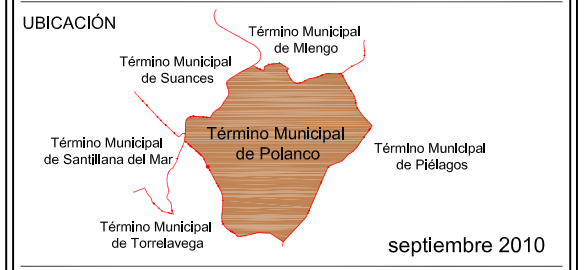 UBICACIÓN
Término Municipal
de MIengo
Término Municipal
de Suances
Término Municipal
de Polanco
Término Municipal
de Santillana del Mar
Término Municipal
de Piélagos
Término Municipal
de Torrelavega
septiembre 2010